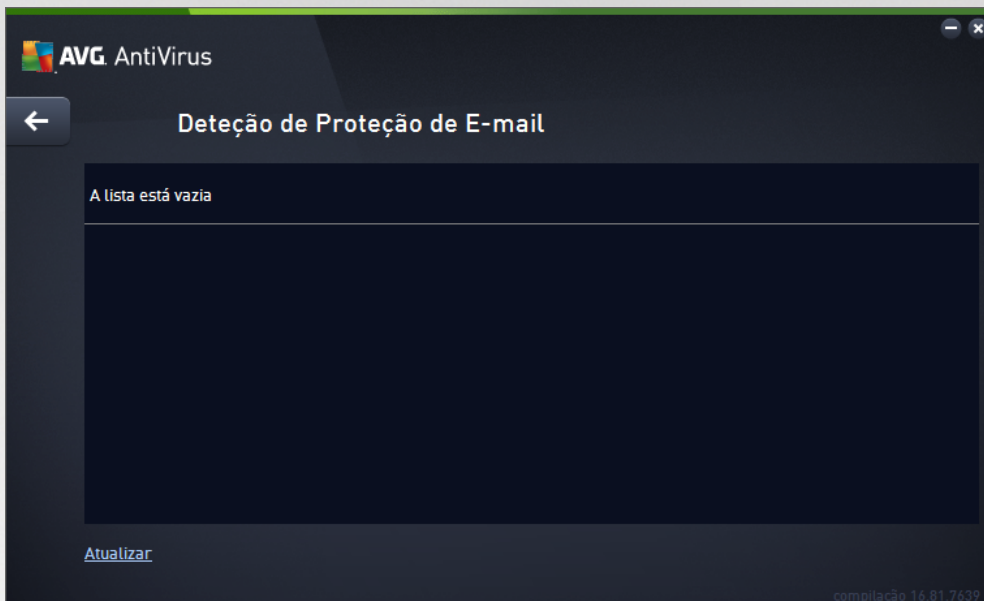 AVG. AntiVirus
Deteção de Proteção de E-mail
A lista está vazia
Atualizar
compilação 16.81.7639